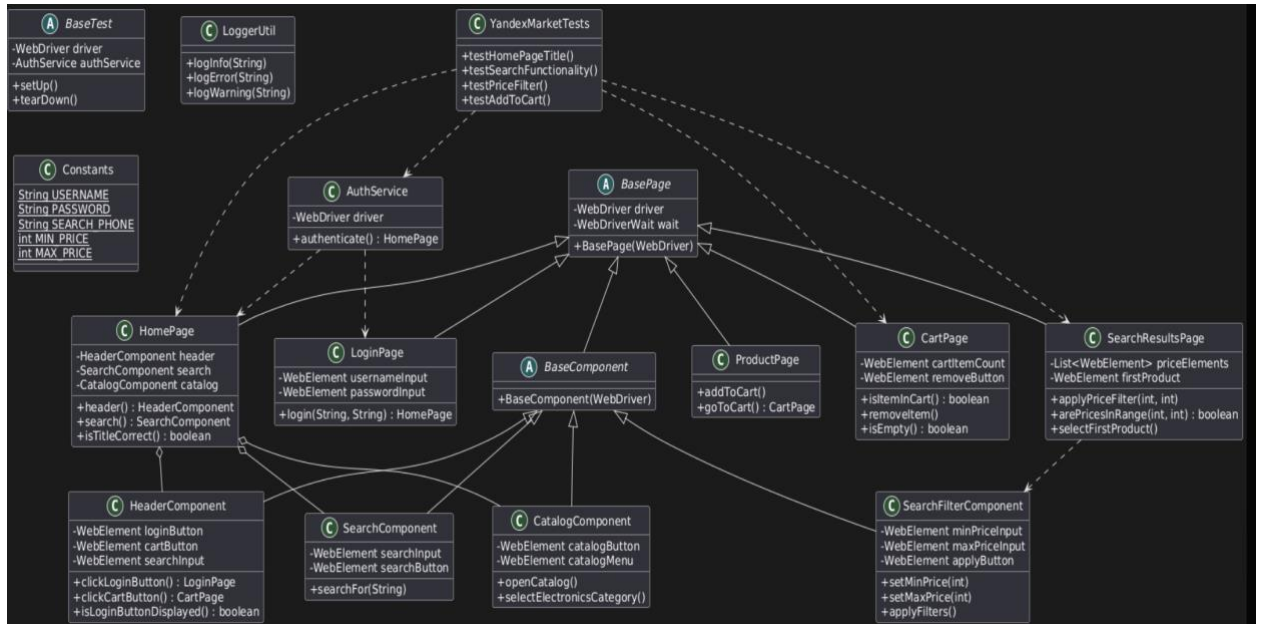 A BaseTest
-WebDriver driver
-AuthService authService
+setUp()
+tearDown()
C LoggerUtil
+logInfo(String)
+logError(String)
+logWarning(String)
C YandexMarketTests
+testHomePageTitle()
+testSearchFunctionality()
+testPriceFilter()
+testAddToCart()
C Constants
String USERNAME
String PASSWORD
String SEARCH_PHONE
int MIN_PRICE
int MAX_PRICE
C AuthService
-WebDriver driver
+authenticate() : HomePage
A BasePage
-WebDriver driver
-WebDriverWait wait
+BasePage(WebDriver)
C HomePage
-HeaderComponent header
-SearchComponent search
-CatalogComponent catalog
+header() : HeaderComponent
+search() : SearchComponent
+isTitleCorrect() : boolean
C LoginPage
-WebElement usernameInput
-WebElement passwordInput
+login(String, String) : HomePage
A BaseComponent
+BaseComponent(WebDriver)
C ProductPage
+addToCart()
+goToCart() : CartPage
C CartPage
-WebElement cartItemCount
-WebElement removeButton
+isItemInCart() : boolean
+removeItem()
+isEmpty() : boolean
C SearchResultsPage
-List<WebElement> priceElements
-WebElement firstProduct
+applyPriceFilter(int, int)
+arePricesInRange(int, int) : boolean
+selectFirstProduct()
C HeaderComponent
-WebElement loginButton
-WebElement cartButton
-WebElement searchInput
+clickLoginButton() : LoginPage
+clickCartButton() : CartPage
+isLoginButtonDisplayed() : boolean
C SearchComponent
-WebElement searchInput
-WebElement searchButton
+searchFor(String)
C CatalogComponent
-WebElement catalogButton
-WebElement catalogMenu
+openCatalog()
+selectElectronicsCategory()
C SearchFilterComponent
-WebElement minPriceInput
-WebElement maxPriceInput
-WebElement applyButton
+setMinPrice(int)
+setMaxPrice(int)
+applyFilters()